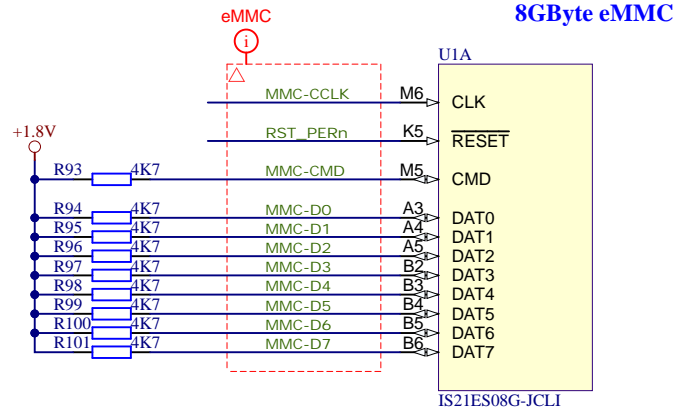 eMMC
8GByte eMMC
i
U1A
MMC-CCLK M6 CLK
+1.8V
RST_PERn K5 RESET
R93 4K7 MMC-CMD M5 CMD
R94 4K7 MMC-D0 A3 DAT0
R95 4K7 MMC-D1 A4 DAT1
R96 4K7 MMC-D2 A5 DAT2
R97 4K7 MMC-D3 B2 DAT3
R98 4K7 MMC-D4 B3 DAT4
R99 4K7 MMC-D5 B4 DAT5
R100 4K7 MMC-D6 B5 DAT6
R101 4K7 MMC-D7 B6 DAT7
IS21ES08G-JCLI